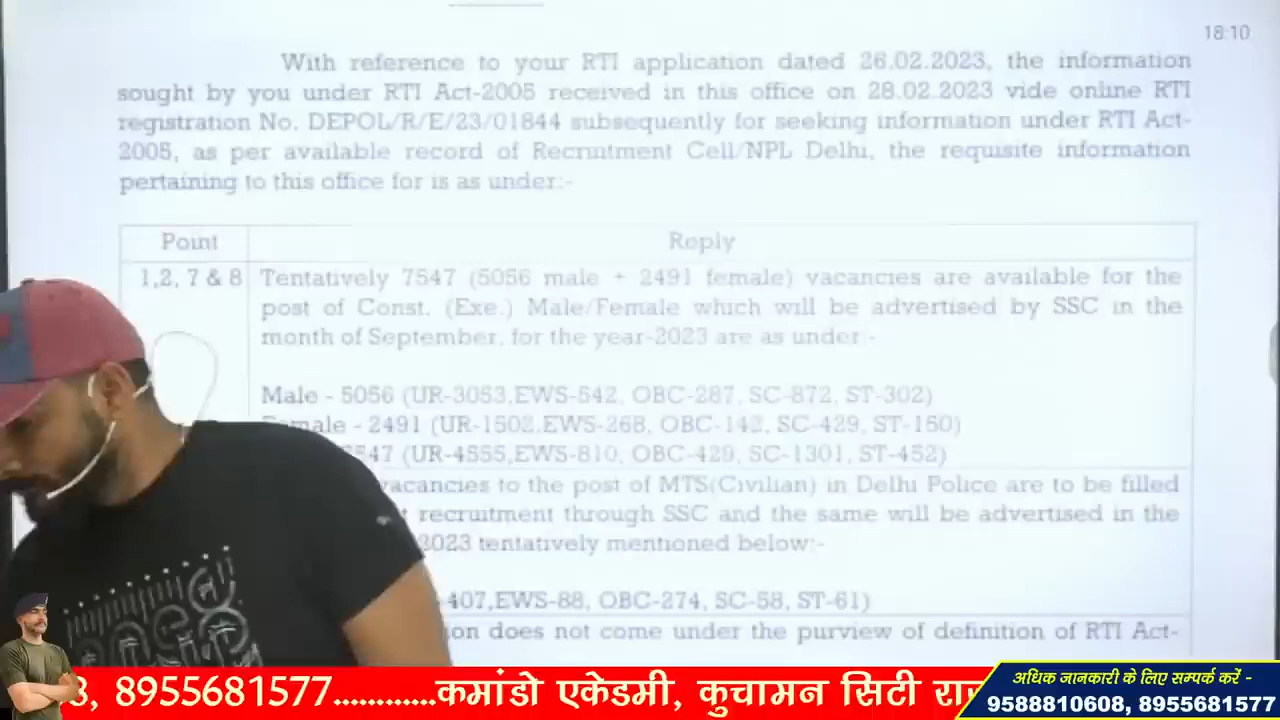 18:10
With reference to your RTI application dated 26.02.2023, the information
sought by you under RTI Act-2005 received in this office on 28.02.2023 vide online RTI
registration No. DEPOL/R/E/23/01844 subsequently for seeking information under RTI Act-
2005, as per available record of Recruitment Cell/NPL Delhi, the requisite information
pertaining to this office for is as under:-
Point Reply
1,2, 7 & 8 Tentatively 7547 (5056 male + 2491 female) vacancies are available for the
post of Const. (Exe.) Male/Female which will be advertised by SSC in the
month of September, for the year-2023 are as under:-
Male - 5056 (UR-3053,EWS-542, OBC-287, SC-872, ST-302)
male - 2491 (UR-1502,EWS-268, OBC-142, SC-429, ST-150)
547 (UR-4555,EWS-810, OBC-429, SC-1301, ST-452)
vacancies to the post of MTS(Civilian) in Delhi Police are to be filled
recruitment through SSC and the same will be advertised in the
2023 tentatively mentioned below:-
407,EWS-88, OBC-274, SC-58, ST-61)
on does not come under the purview of definition of RTI Act-
3, 8955681577............कमांडो एकेडमी, कुचामन सिटी राज
अधिक जानकारी के लिए सम्पर्क करें -
9588810608, 8955681577